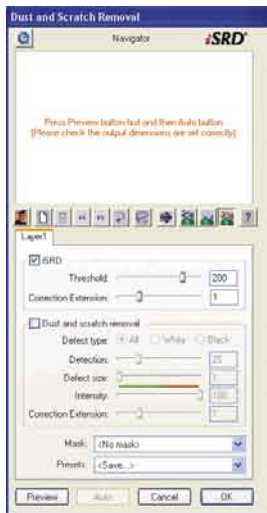 Dust and Scratch Removal
Navigator
iSRD
Press Preview button first and then Auto button
(Please check the output dimensions are set correctly)
Layer1
iSRD
Threshold: 200
Correction Extension: 1
Dust and scratch removal
Defect type: All White Black
Detection: 25
Defect size: 1
Intensity: 100
Correction Extension: 1
Mask: <No mask>
Presets: <Save...>
Preview Auto Cancel OK